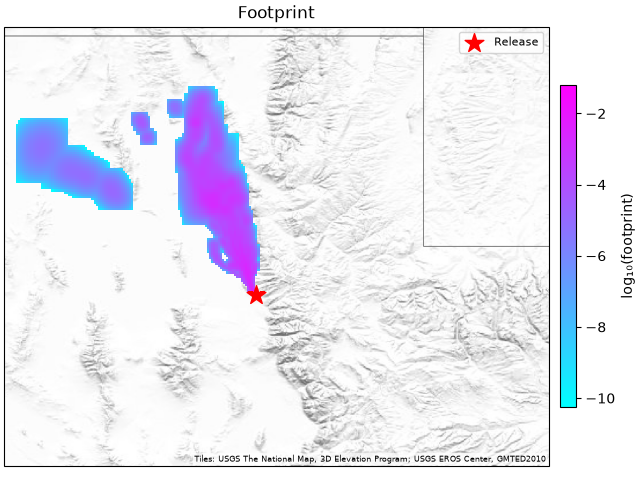 Footprint
Release
−2
−4
−6
−8
−10
log₁₀(footprint)
Tiles: USGS The National Map, 3D Elevation Program; USGS EROS Center, GMTED2010